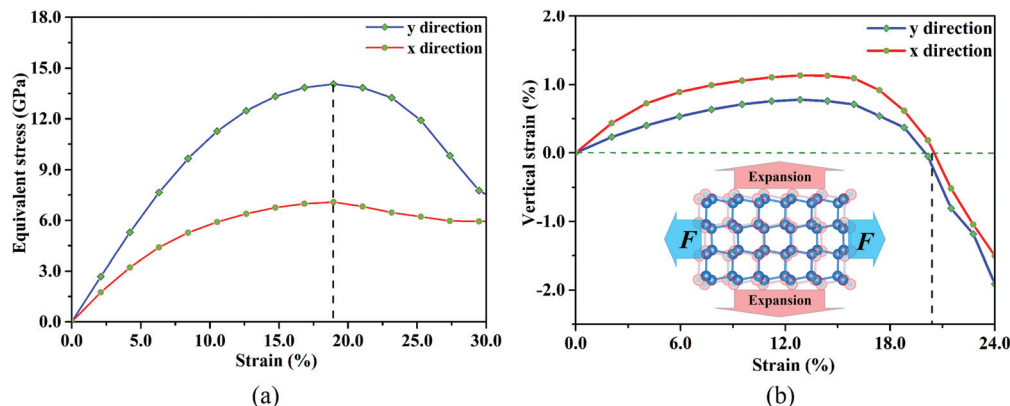 18.0
15.0
12.0
9.0
6.0
3.0
0.0
Equivalent stress (GPa)
y direction
x direction
0.0 5.0 10.0 15.0 20.0 25.0 30.0
Strain (%)
(a)
2.0
1.0
0.0
-1.0
-2.0
Vertical strain (%)
y direction
x direction
Expansion
F F
Expansion
0.0 6.0 12.0 18.0 24.0
Strain (%)
(b)